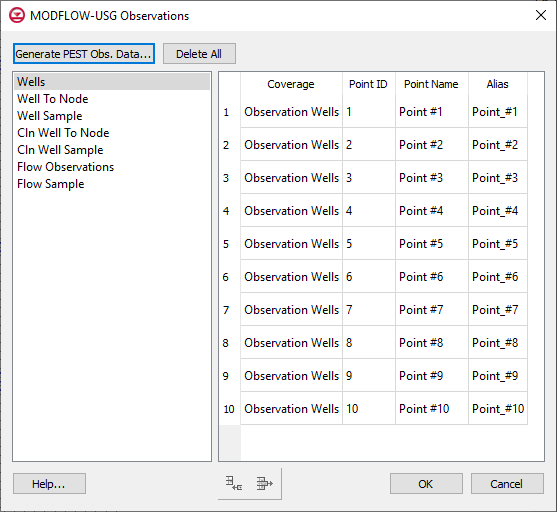 MODFLOW-USG Observations
Generate PEST Obs. Data... Delete All
Wells
Well To Node
Well Sample
Cln Well To Node
Cln Well Sample
Flow Observations
Flow Sample
Coverage Point ID Point Name Alias
1 Observation Wells 1 Point #1 Point_#1
2 Observation Wells 2 Point #2 Point_#2
3 Observation Wells 3 Point #3 Point_#3
4 Observation Wells 4 Point #4 Point_#4
5 Observation Wells 5 Point #5 Point_#5
6 Observation Wells 6 Point #6 Point_#6
7 Observation Wells 7 Point #7 Point_#7
8 Observation Wells 8 Point #8 Point_#8
9 Observation Wells 9 Point #9 Point_#9
10 Observation Wells 10 Point #10 Point_#10
Help... OK Cancel